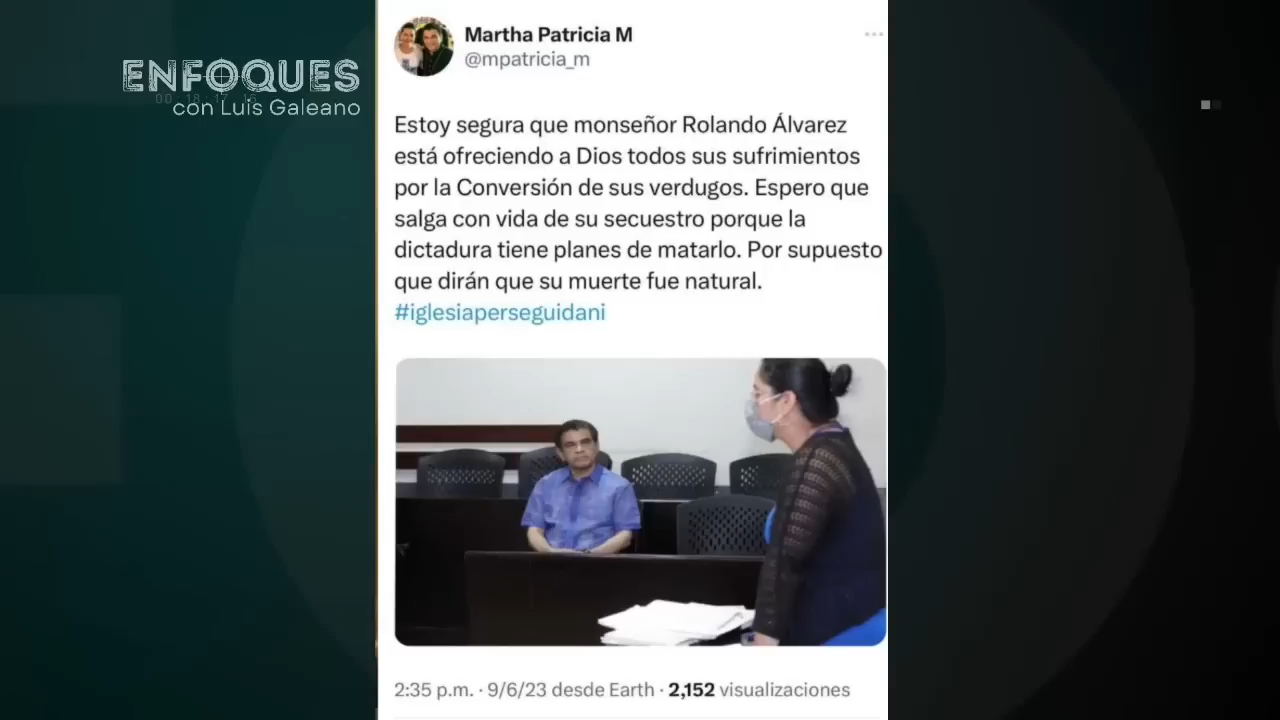 ENFOQUES
con Luis Galeano
Martha Patricia M
@mpatricia_m
Estoy segura que monseñor Rolando Álvarez
está ofreciendo a Dios todos sus sufrimientos
por la Conversión de sus verdugos. Espero que
salga con vida de su secuestro porque la
dictadura tiene planes de matarlo. Por supuesto
que dirán que su muerte fue natural.
#iglesiaperseguidani
2:35 p.m. · 9/6/23 desde Earth · 2,152 visualizaciones